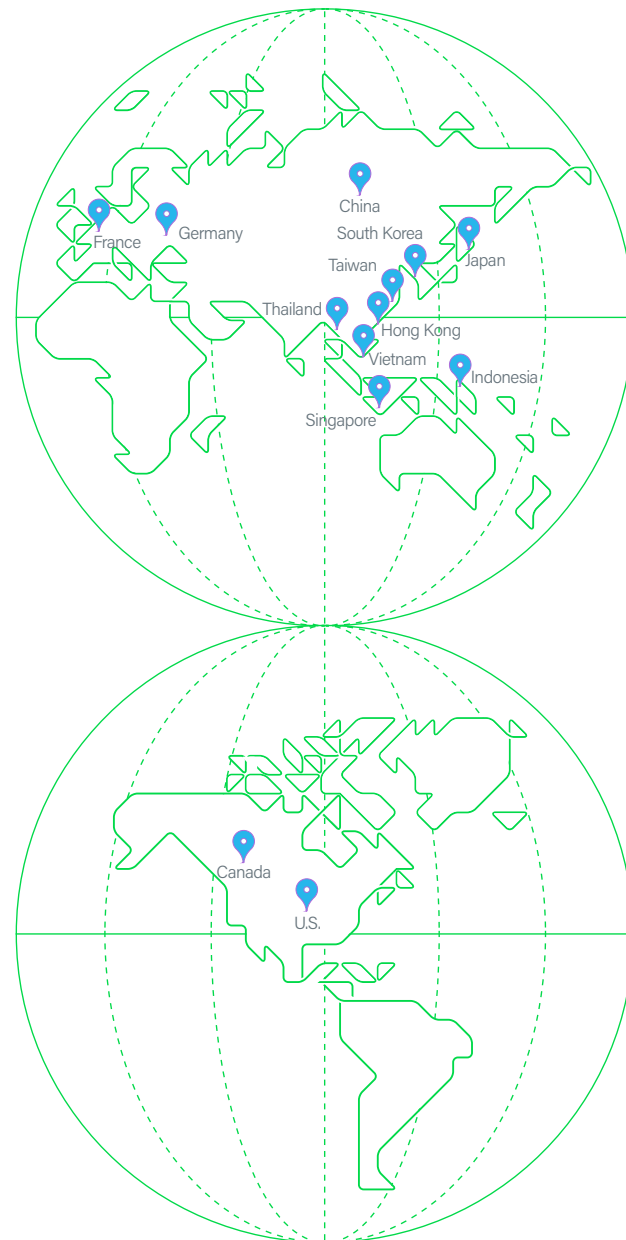 China
South Korea
France
Germany
Japan
Taiwan
Thailand
Hong Kong
Vietnam
Indonesia
Singapore
Canada
U.S.